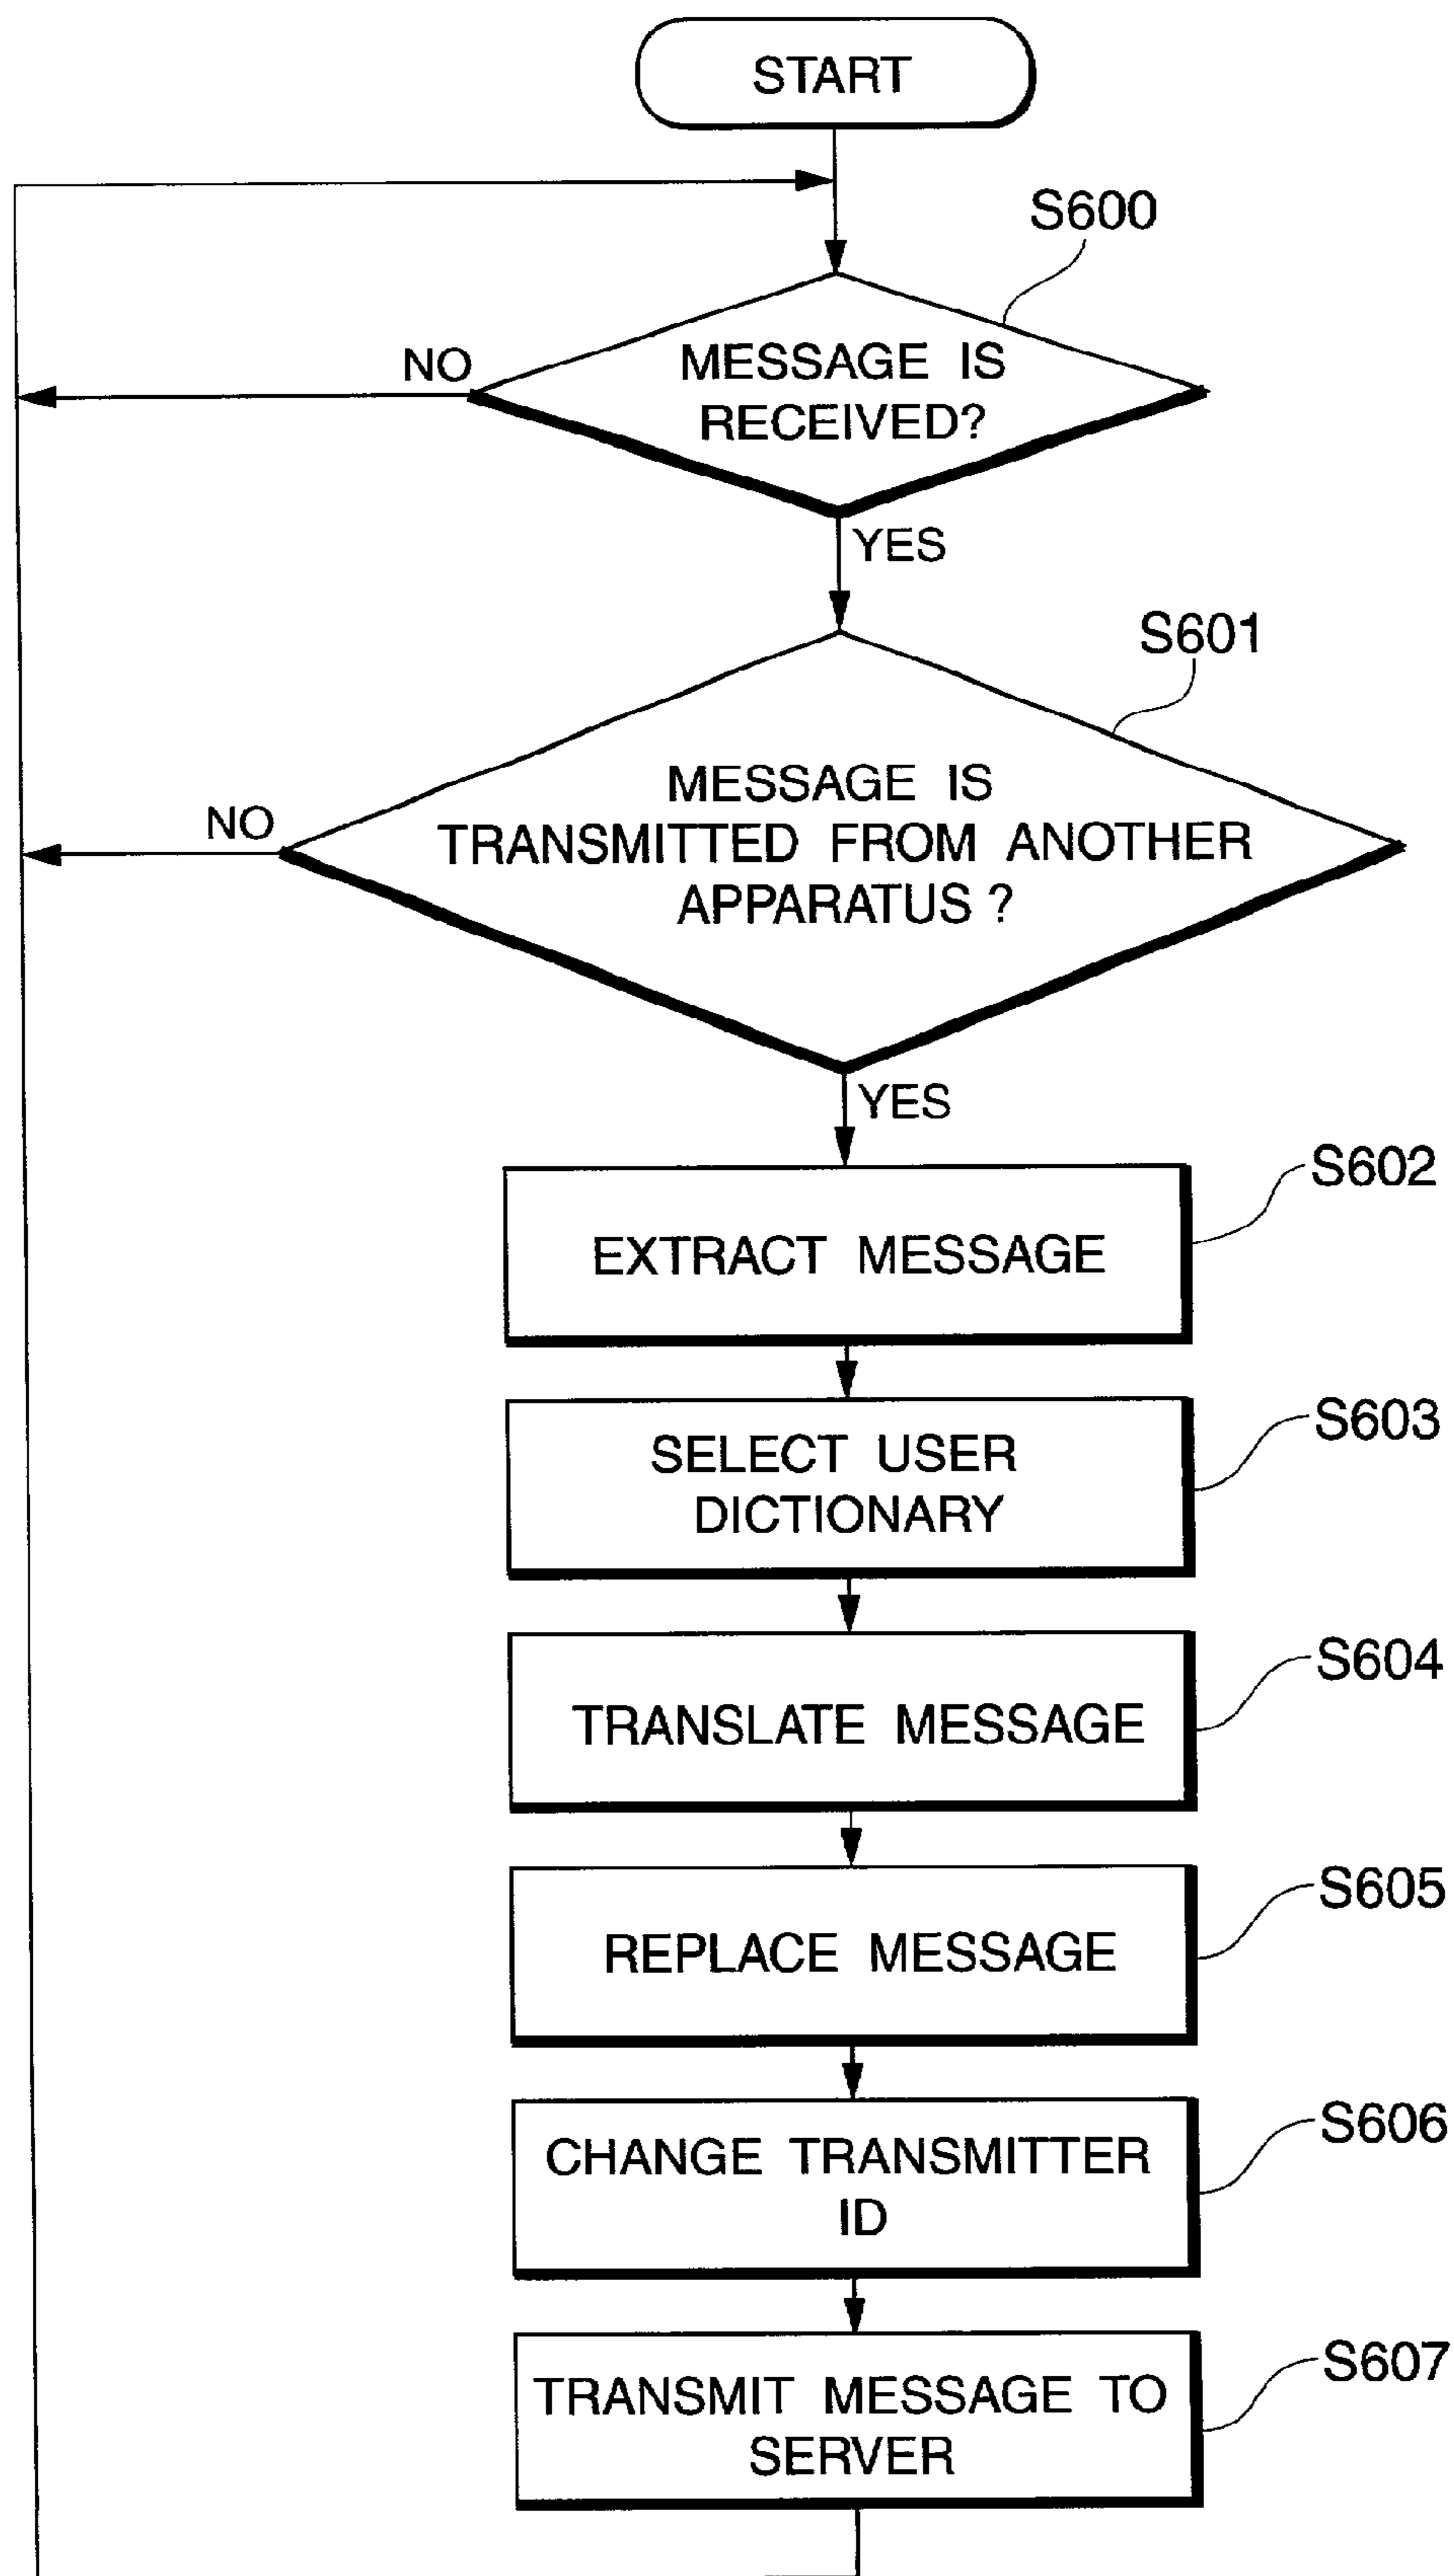 START
S600
MESSAGE IS
RECEIVED?
NO
YES
S601
MESSAGE IS
TRANSMITTED FROM ANOTHER
APPARATUS ?
NO
YES
S602
EXTRACT MESSAGE
S603
SELECT USER
DICTIONARY
S604
TRANSLATE MESSAGE
S605
REPLACE MESSAGE
S606
CHANGE TRANSMITTER
ID
S607
TRANSMIT MESSAGE TO
SERVER